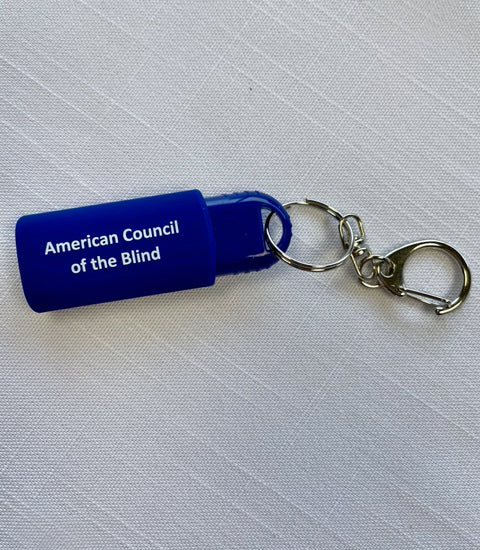 American Council
of the Blind